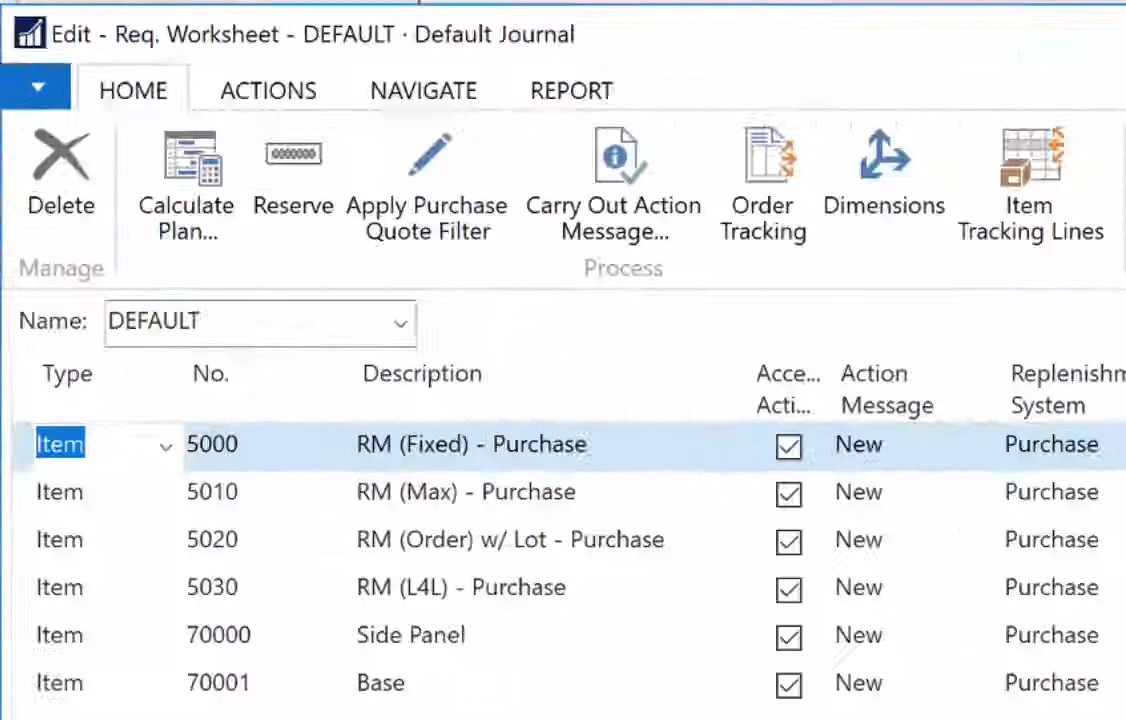 Edit - Req. Worksheet - DEFAULT · Default Journal
HOME ACTIONS NAVIGATE REPORT
Delete
Calculate Plan...
Reserve
Apply Purchase Quote Filter
Carry Out Action Message...
Order Tracking
Dimensions
Item Tracking Lines
Manage Process
Name: DEFAULT
Type No. Description Acce... Acti... Action Message Replenishm System
Item 5000 RM (Fixed) - Purchase New Purchase
Item 5010 RM (Max) - Purchase New Purchase
Item 5020 RM (Order) w/ Lot - Purchase New Purchase
Item 5030 RM (L4L) - Purchase New Purchase
Item 70000 Side Panel New Purchase
Item 70001 Base New Purchase